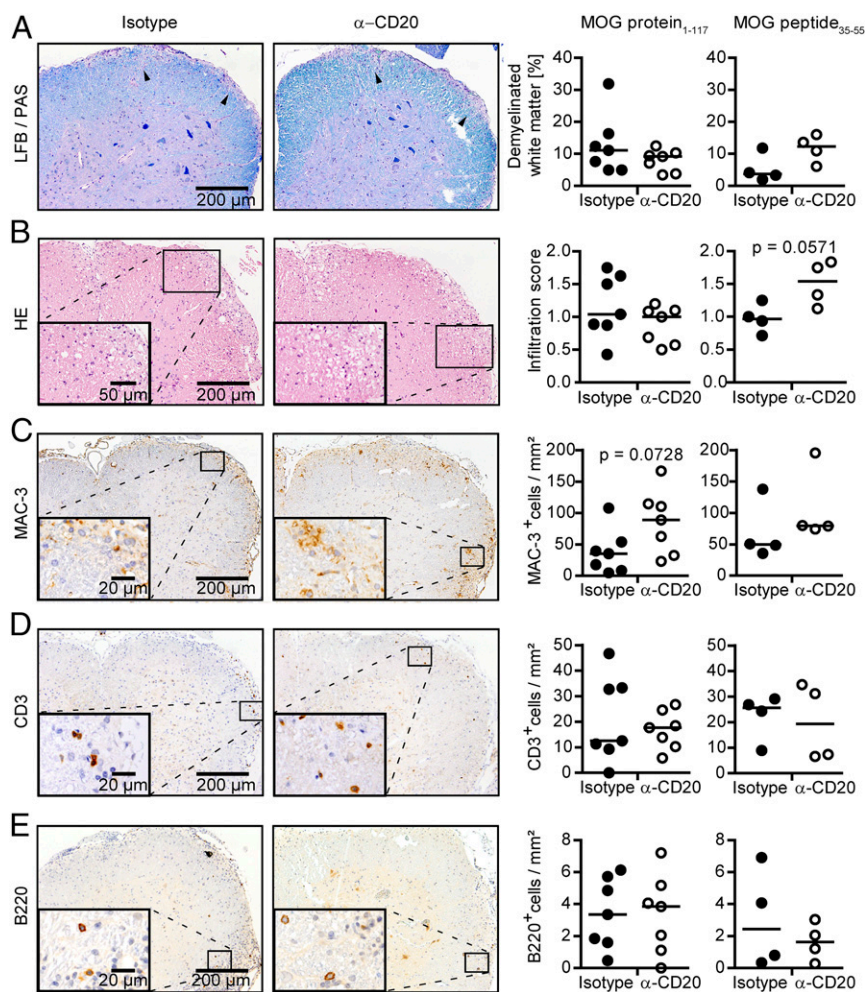 A
Isotype
α–CD20
MOG protein1-117
MOG peptide35-55
LFB / PAS
200 µm
Demyelinated
white matter [%]
40
30
20
10
0
Isotype α-CD20
40
30
20
10
0
Isotype α-CD20
B
HE
50 µm
200 µm
Infiltration score
2.0
1.5
1.0
0.5
0.0
Isotype α-CD20
p = 0.0571
2.0
1.5
1.0
0.5
0.0
Isotype α-CD20
C
MAC-3
20 µm
200 µm
MAC-3 +cells / mm²
p = 0.0728
200
150
100
50
0
Isotype α-CD20
200
150
100
50
0
Isotype α-CD20
D
CD3
20 µm
200 µm
CD3+cells / mm²
50
40
30
20
10
0
Isotype α-CD20
50
40
30
20
10
0
Isotype α-CD20
E
B220
20 µm
200 µm
B220+cells / mm²
8
6
4
2
0
Isotype α-CD20
8
6
4
2
0
Isotype α-CD20